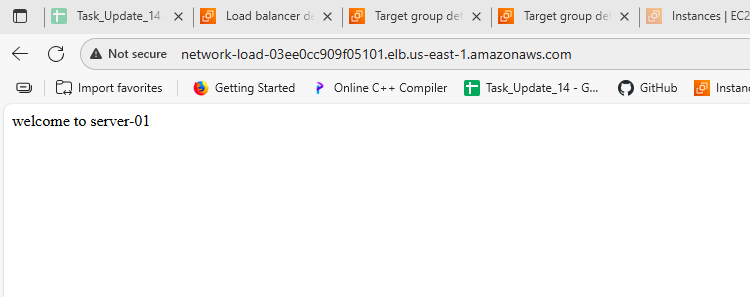 Task_Update_14
Load balancer de
Target group det
Target group det
Instances | EC2
Not secure
network-load-03ee0cc909f05101.elb.us-east-1.amazonaws.com
Import favorites
Getting Started
Online C++ Compiler
Task_Update_14 - G...
GitHub
Instan
welcome to server-01